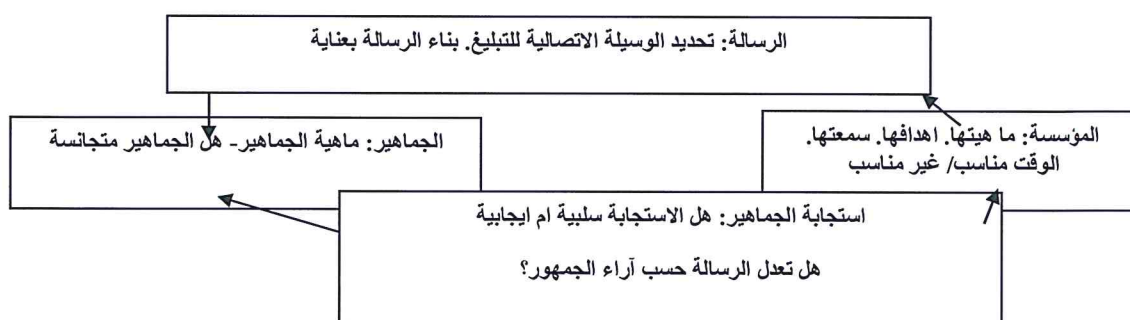 الرسالة: تحديد الوسيلة الاتصالية للتبليغ. بناء الرسالة بعناية
المؤسسة: ما هيتها. اهدافها. سمعتها.
الوقت مناسب/ غير مناسب
الجماهير: ماهية الجماهير- هل الجماهير متجانسة
استجابة الجماهير: هل الاستجابة سلبية ام ايجابية
هل تعدل الرسالة حسب آراء الجمهور؟